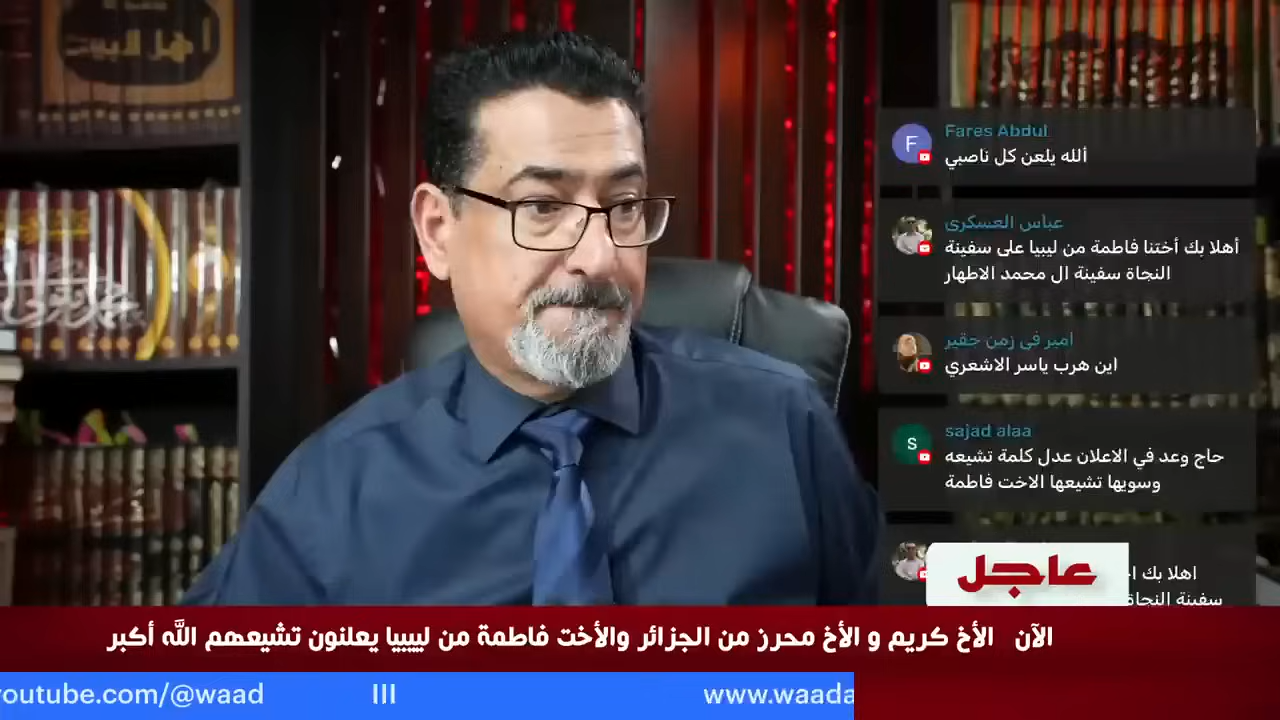 أهل البيت
Fares Abdul
ألله يلعن كل ناصبي
عباس العسكري
أهلا بك أختنا فاطمة من ليبيا على سفينة
النجاة سفينة ال محمد الاطهار
امير في زمن حقير
اين هرب ياسر الاشعري
sajad alaa
حاج وعد في الاعلان عدل كلمة تشيعه
وسويها تشيعها الاخت فاطمة
اهلا بك
سفينة النجاة
عاجل
الآن الأخ كريم و الأخ محرز من الجزائر والأخت فاطمة من ليبيا يعلنون تشيعهم الله أكبر
youtube.com/@waad
www.waada